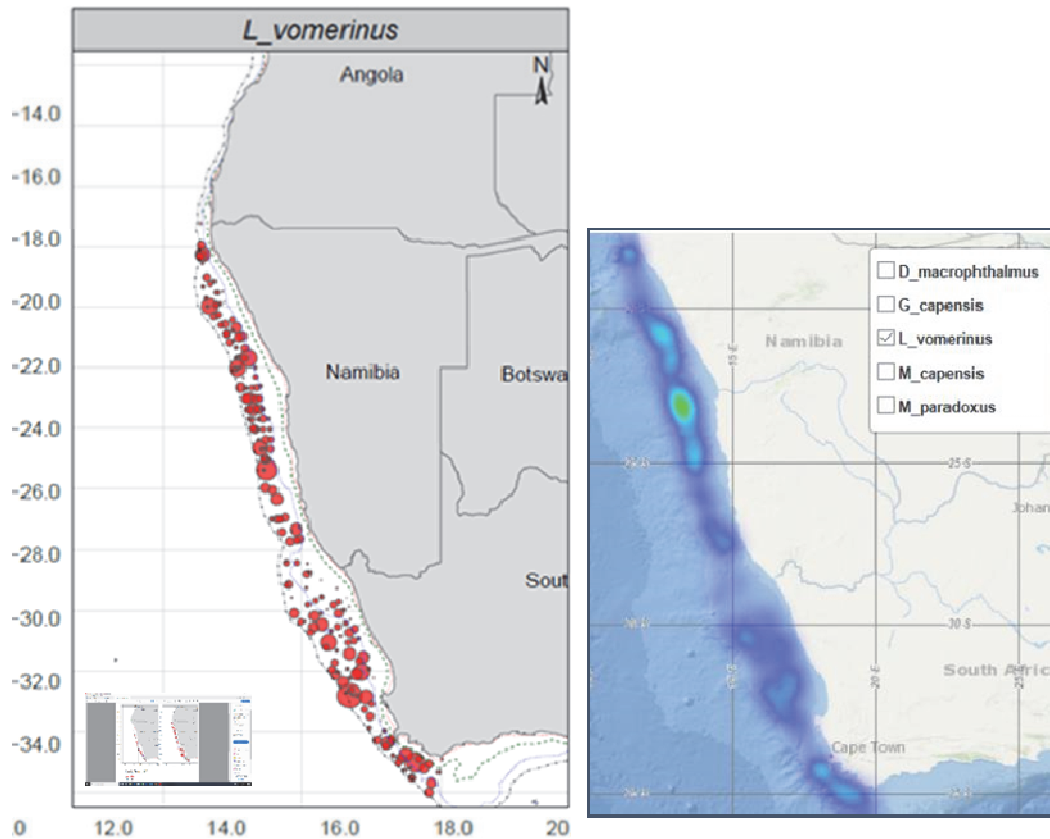 L_vomerinus
Angola
N
-14.0
-16.0
-18.0
-20.0
-22.0
Namibia
Botswa
-24.0
-26.0
-28.0
Sout
-30.0
-32.0
-34.0
.0 12.0 14.0 16.0 18.0 20
D_macrophthalmus
G_capensis
L_vomerinus
M_capensis
M_paradoxus
Namibia
15 E
25 S
Johan
30 S
South Afric
20 E
Cape Town